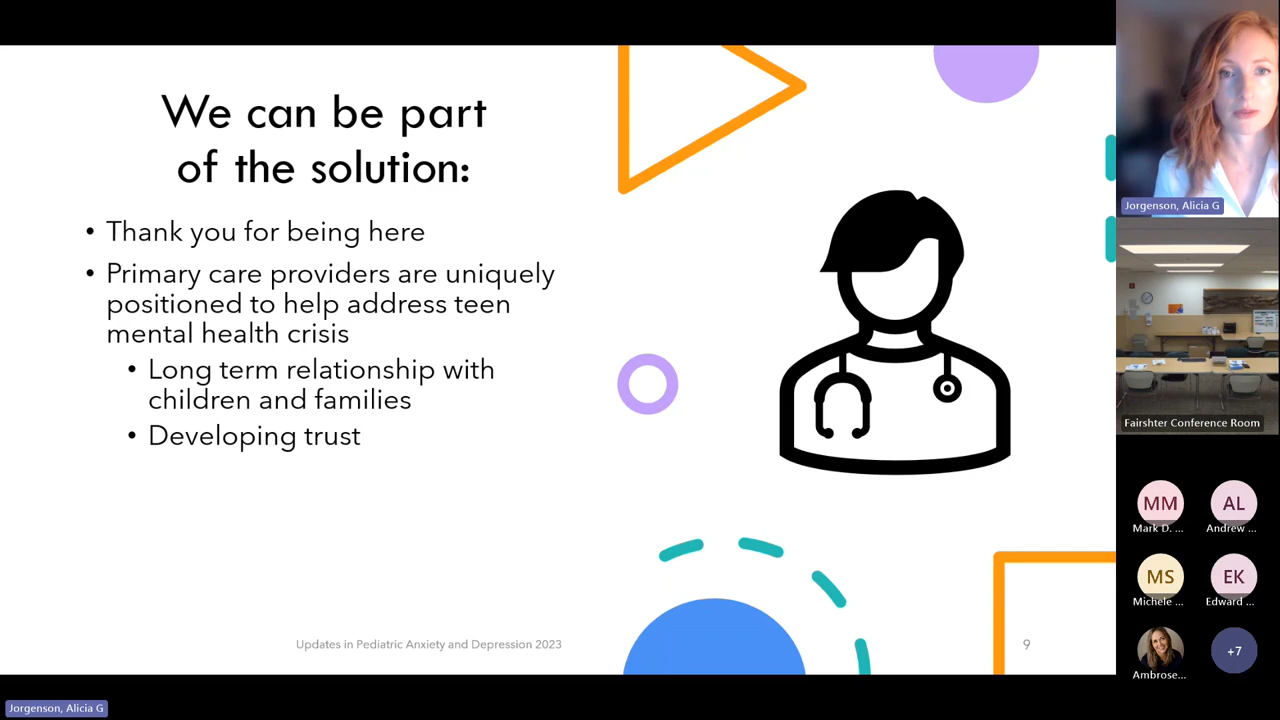 We can be part
of the solution:
• Thank you for being here
• Primary care providers are uniquely
positioned to help address teen
mental health crisis
• Long term relationship with
children and families
• Developing trust
Updates in Pediatric Anxiety and Depression 2023
9
Jorgenson, Alicia G
Fairshter Conference Room
MM
AL
Mark D. ...
Andrew ...
MS
EK
Michele ...
Edward ...
Ambrose...
+7
Jorgenson, Alicia G